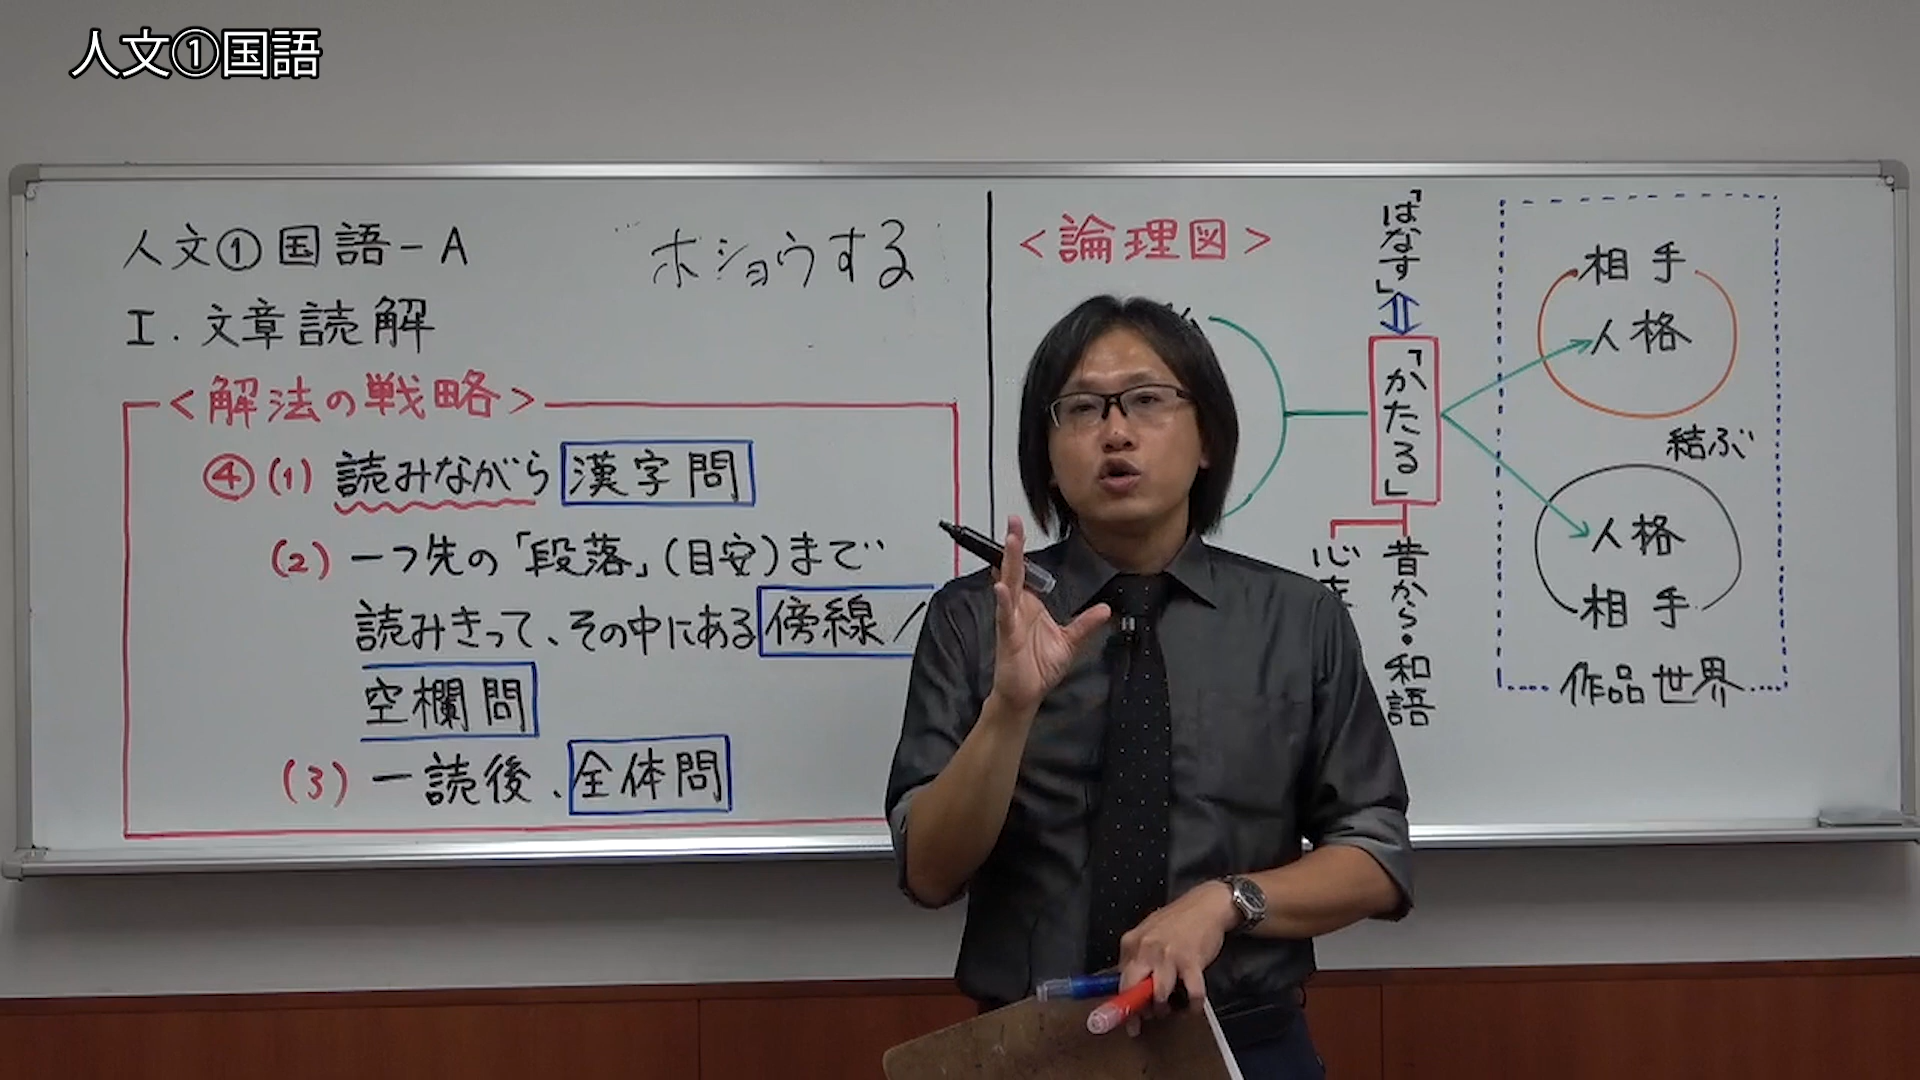 人文①国語
人文①国語-A
ホショウする
I. 文章読解
<解法の戦略>
④(1) 読みながら 漢字問
(2) 一つ先の「段落」(目安)まで
読みきって、その中にある 傍線/
空欄問
(3) 一読後、全体問
<論理図>
「はなす」
⇕
「かたる」
昔から・和語
心
相手
人格
結ぶ
人格
相手
作品世界